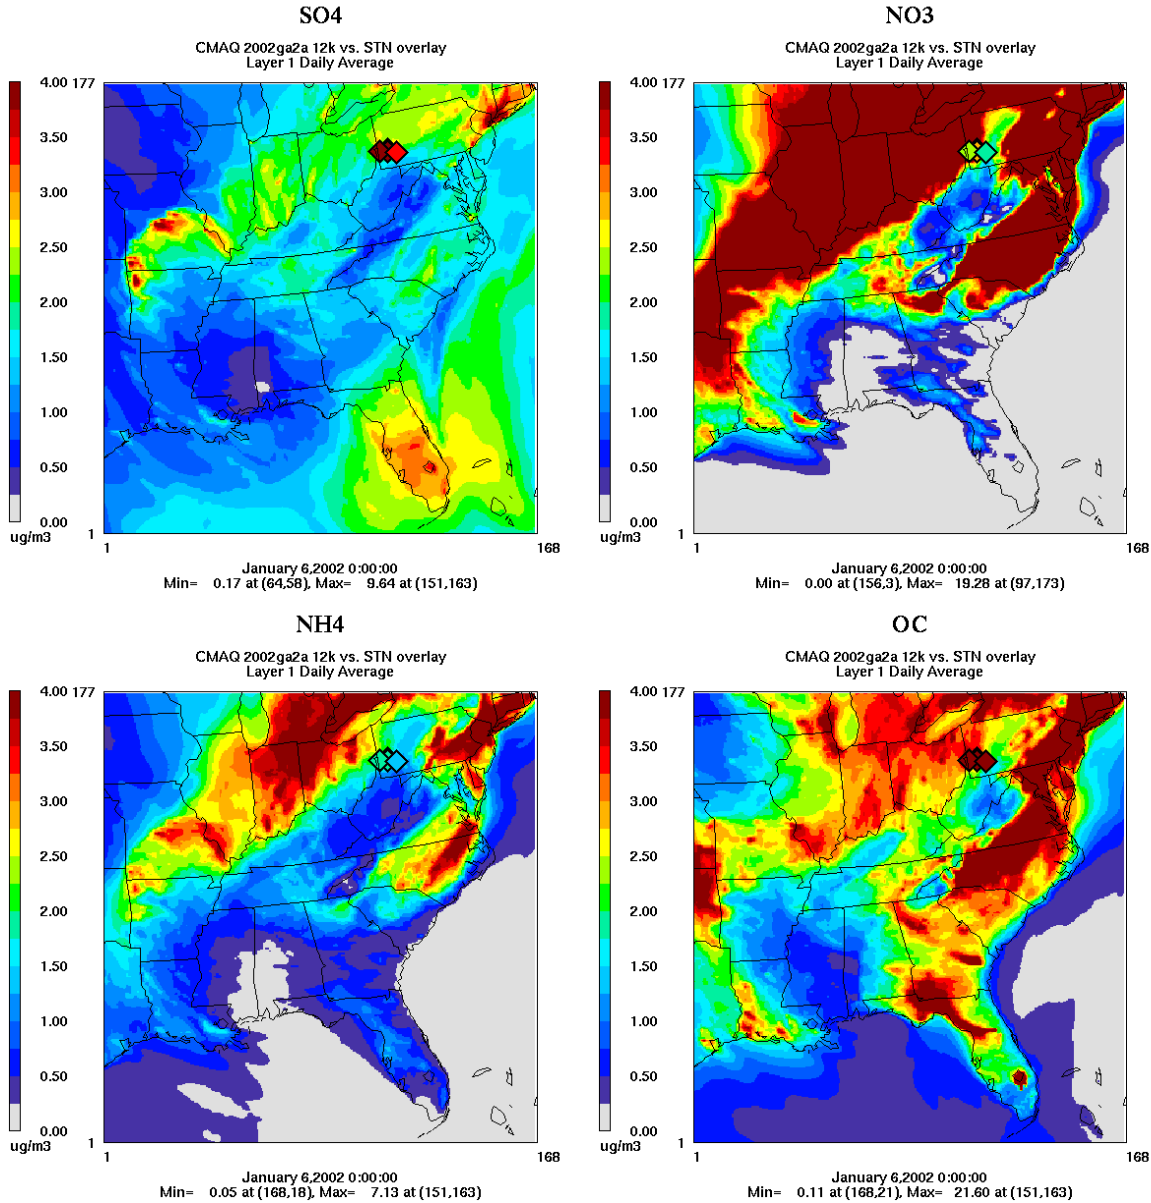 SO4
CMAQ 2002ga2a 12k vs. STN overlay
Layer 1 Daily Average
4.00 177
3.50
3.00
2.50
2.00
1.50
1.00
0.50
0.00
ug/m3
1
1 168
January 6,2002 0:00:00
Min= 0.17 at (64,58), Max= 9.64 at (151,163)
NO3
CMAQ 2002ga2a 12k vs. STN overlay
Layer 1 Daily Average
4.00 177
3.50
3.00
2.50
2.00
1.50
1.00
0.50
0.00
ug/m3
1
1 168
January 6,2002 0:00:00
Min= 0.00 at (156,3), Max= 19.28 at (97,173)
NH4
CMAQ 2002ga2a 12k vs. STN overlay
Layer 1 Daily Average
4.00 177
3.50
3.00
2.50
2.00
1.50
1.00
0.50
0.00
ug/m3
1
1 168
January 6,2002 0:00:00
Min= 0.05 at (168,18), Max= 7.13 at (151,163)
OC
CMAQ 2002ga2a 12k vs. STN overlay
Layer 1 Daily Average
4.00 177
3.50
3.00
2.50
2.00
1.50
1.00
0.50
0.00
ug/m3
1
1 168
January 6,2002 0:00:00
Min= 0.11 at (168,21), Max= 21.60 at (151,163)